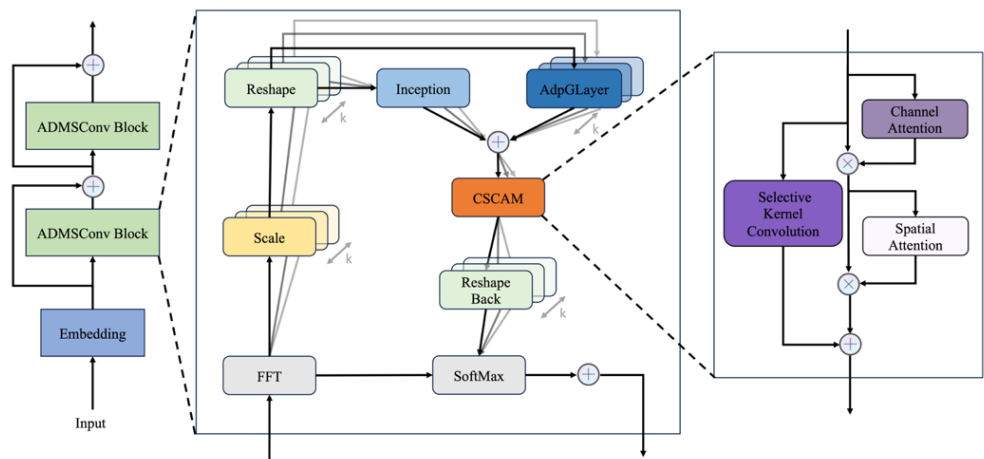 ADMSConv Block
ADMSConv Block
Embedding
Input
Reshape
Inception
AdpGLayer
k
k
CSCAM
Scale
k
Reshape
Back
k
FFT
SoftMax
Channel
Attention
Selective
Kernel
Convolution
Spatial
Attention